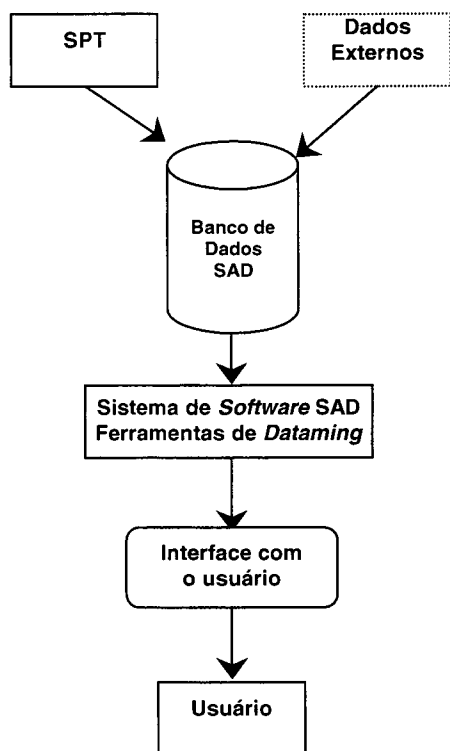 SPT
Dados
Externos
Banco de
Dados
SAD
Sistema de Software SAD
Ferramentas de Dataming
Interface com
o usuário
Usuário